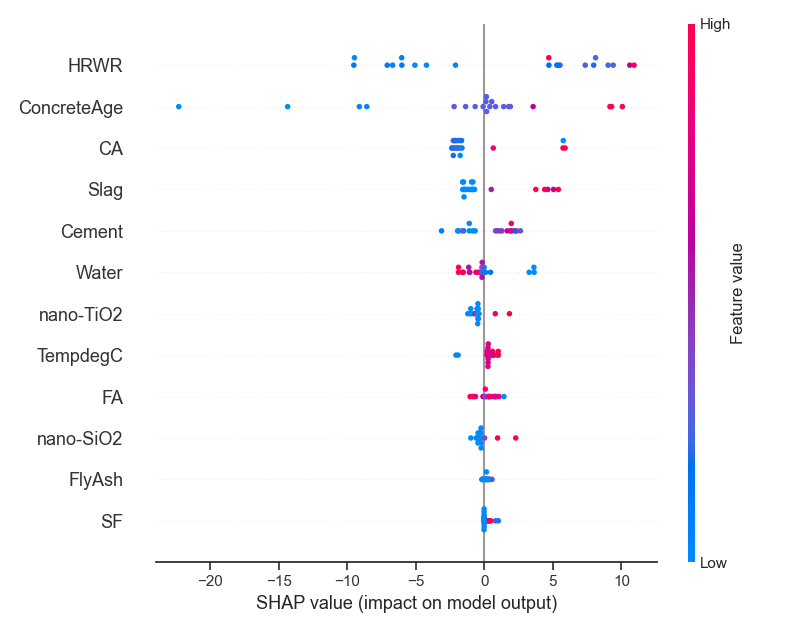 High
HRWR
ConcreteAge
CA
Slag
Cement
Water
nano-TiO2
TempdegC
FA
nano-SiO2
FlyAsh
SF
Feature value
Low
−20
−15
−10
−5
0
5
10
SHAP value (impact on model output)